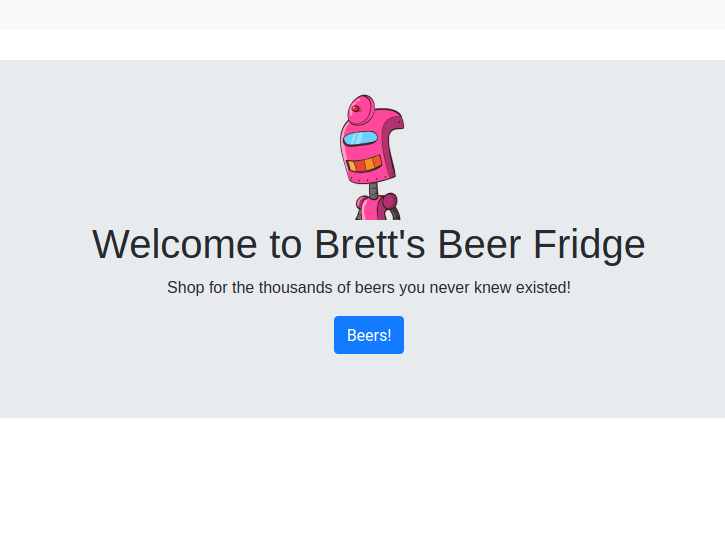 Welcome to Brett's Beer Fridge
Shop for the thousands of beers you never knew existed!
Beers!